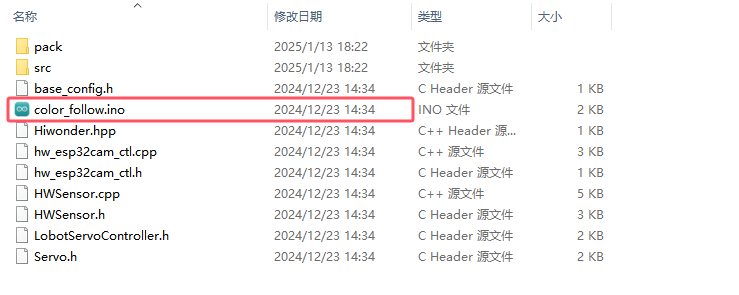 名称 修改日期 类型 大小
pack 2025/1/13 18:22 文件夹
src 2025/1/13 18:22 文件夹
base_config.h 2024/12/23 14:34 C Header 源文件 1 KB
color_follow.ino 2024/12/23 14:34 INO 文件 2 KB
Hiwonder.hpp 2024/12/23 14:34 C++ Header 源... 1 KB
hw_esp32cam_ctl.cpp 2024/12/23 14:34 C++ 源文件 3 KB
hw_esp32cam_ctl.h 2024/12/23 14:34 C Header 源文件 1 KB
HWSensor.cpp 2024/12/23 14:34 C++ 源文件 5 KB
HWSensor.h 2024/12/23 14:34 C Header 源文件 3 KB
LobotServoController.h 2024/12/23 14:34 C Header 源文件 2 KB
Servo.h 2024/12/23 14:34 C Header 源文件 2 KB